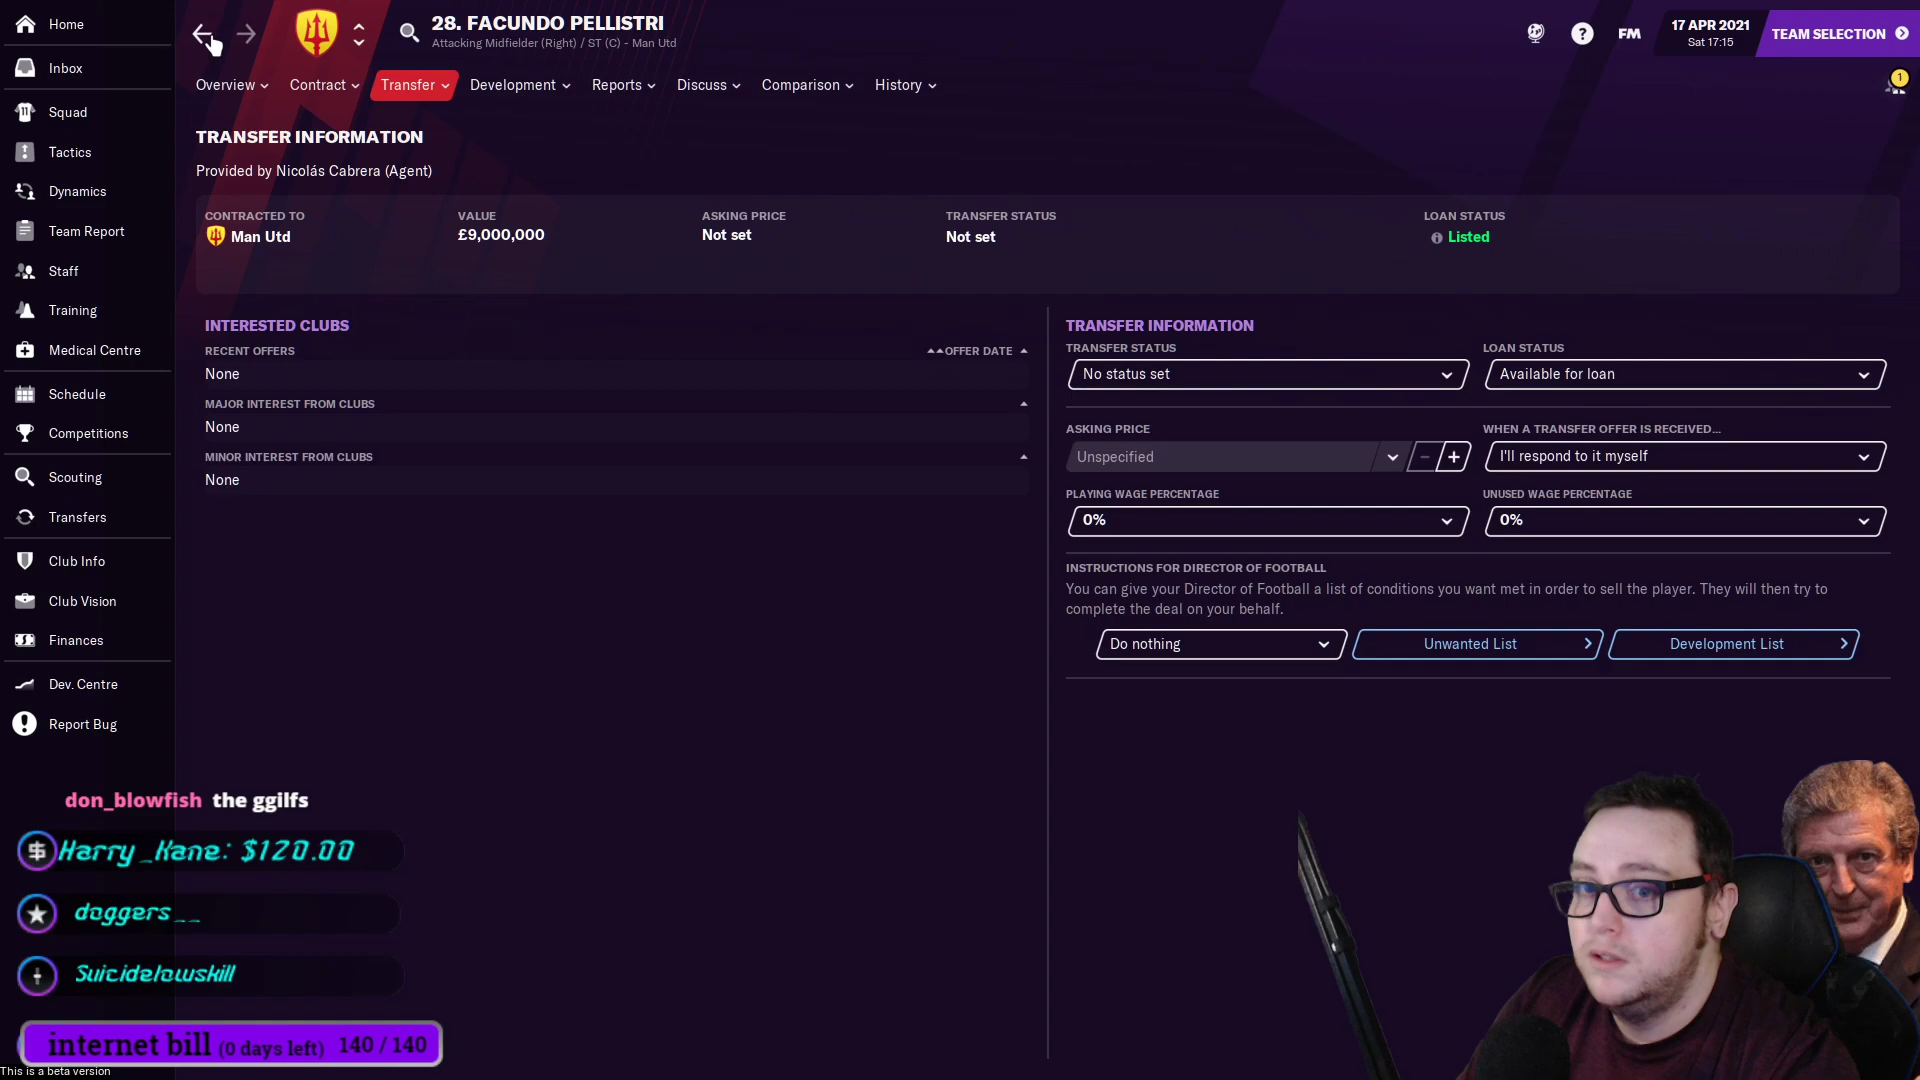 Home
Inbox
Squad
Tactics
Dynamics
Team Report
Staff
Training
Medical Centre
Schedule
Competitions
Scouting
Transfers
Club Info
Club Vision
Finances
Dev. Centre
Report Bug
28. FACUNDO PELLISTRI
Attacking Midfielder (Right) / ST (C) - Man Utd
? FM
17 APR 2021
Sat 17:15
TEAM SELECTION
1
Overview Contract Transfer Development Reports Discuss Comparison History
TRANSFER INFORMATION
Provided by Nicolás Cabrera (Agent)
CONTRACTED TO VALUE ASKING PRICE TRANSFER STATUS LOAN STATUS
Man Utd £9,000,000 Not set Not set Listed
INTERESTED CLUBS
RECENT OFFERS OFFER DATE
None
MAJOR INTEREST FROM CLUBS
None
MINOR INTEREST FROM CLUBS
None
TRANSFER INFORMATION
TRANSFER STATUS LOAN STATUS
No status set Available for loan
ASKING PRICE WHEN A TRANSFER OFFER IS RECEIVED...
Unspecified - + I'll respond to it myself
PLAYING WAGE PERCENTAGE UNUSED WAGE PERCENTAGE
0% 0%
INSTRUCTIONS FOR DIRECTOR OF FOOTBALL
You can give your Director of Football a list of conditions you want met in order to sell the player. They will then try to
complete the deal on your behalf.
Do nothing Unwanted List Development List
don_blowfish the ggilfs
$ Harry_Kane: $120.00
daggers__
Suicidelowskill
internet bill (0 days left) 140 / 140
This is a beta version